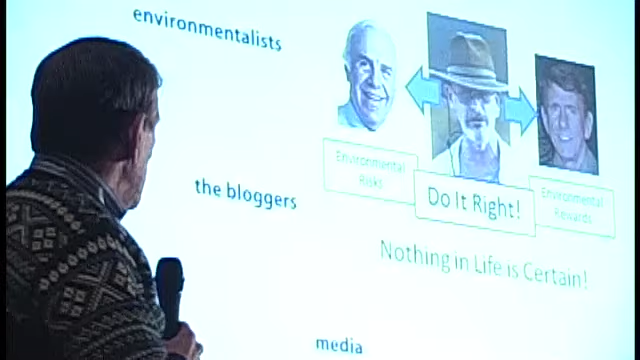 environmentalists
the bloggers
Environmental
Risks
Do It Right!
Environmental
Rewards
Nothing in Life is Certain!
media